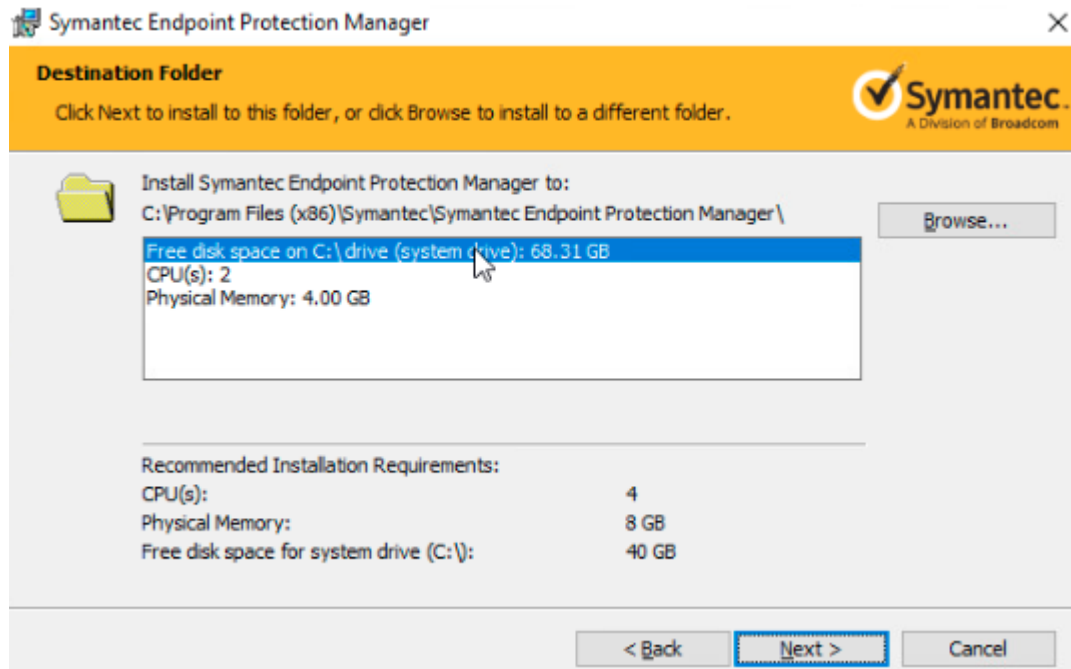 Symantec Endpoint Protection Manager
Destination Folder
Click Next to install to this folder, or click Browse to install to a different folder.
Symantec.
A Division of Broadcom
Install Symantec Endpoint Protection Manager to:
C:\Program Files (x86)\Symantec\Symantec Endpoint Protection Manager\
Browse...
Free disk space on C:\ drive (system drive): 68.31 GB
CPU(s): 2
Physical Memory: 4.00 GB
Recommended Installation Requirements:
CPU(s): 4
Physical Memory: 8 GB
Free disk space for system drive (C:\): 40 GB
< Back Next > Cancel